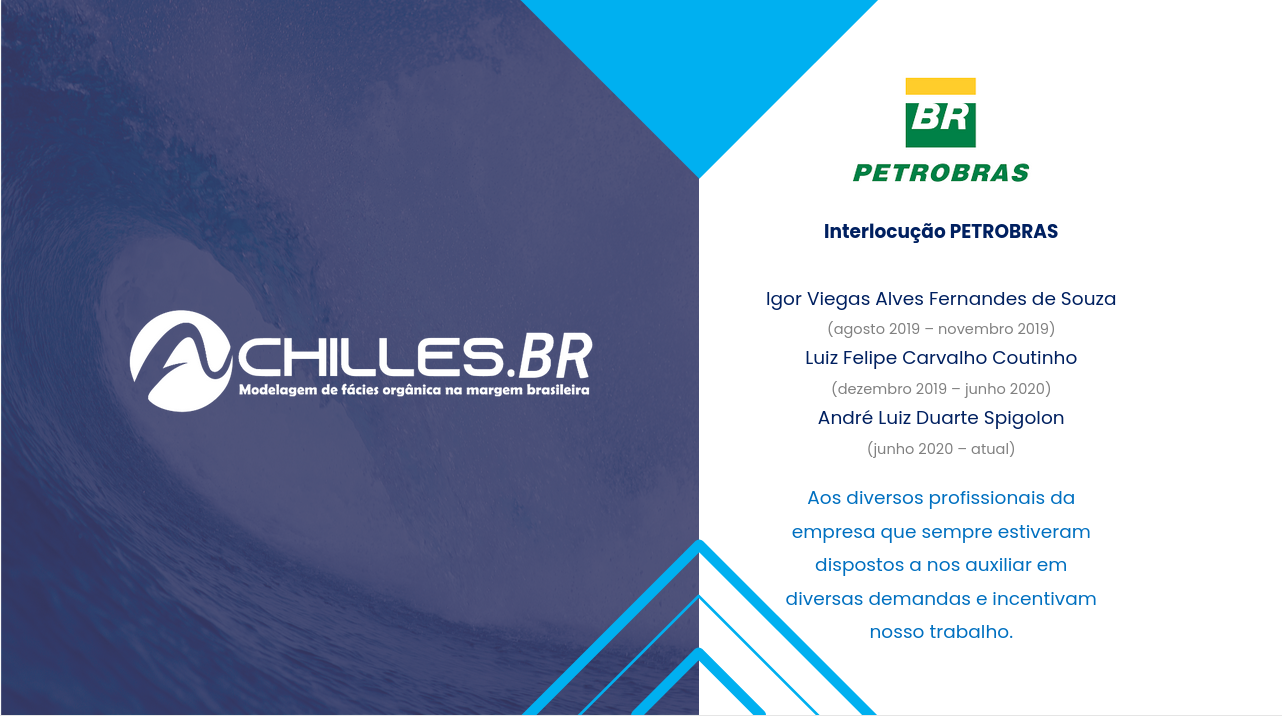 ACHILLES.BR
Modelagem de fácies orgânica na margem brasileira
BR
PETROBRAS
Interlocução PETROBRAS
Igor Viegas Alves Fernandes de Souza
(agosto 2019 – novembro 2019)
Luiz Felipe Carvalho Coutinho
(dezembro 2019 – junho 2020)
André Luiz Duarte Spigolon
(junho 2020 – atual)
Aos diversos profissionais da
empresa que sempre estiveram
dispostos a nos auxiliar em
diversas demandas e incentivam
nosso trabalho.